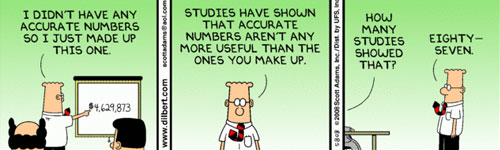 I DIDN'T HAVE ANY
ACCURATE NUMBERS
SO I JUST MADE UP
THIS ONE.
$4,629,873
scottadams@aol.com
www.dilbert.com
STUDIES HAVE SHOWN
THAT ACCURATE
NUMBERS AREN'T ANY
MORE USEFUL THAN THE
ONES YOU MAKE UP.
HOW
MANY
STUDIES
SHOWED
THAT?
EIGHTY-
SEVEN.
©2008 Scott Adams, Inc./Dist. by UFS, Inc.